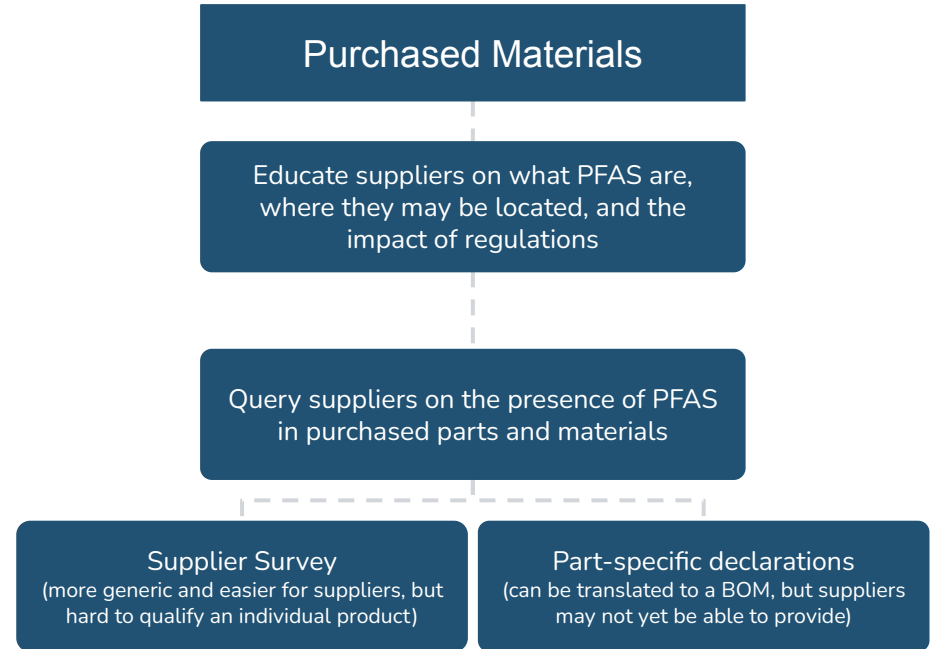 Purchased Materials
Educate suppliers on what PFAS are,
where they may be located, and the
impact of regulations
Query suppliers on the presence of PFAS
in purchased parts and materials
Supplier Survey
(more generic and easier for suppliers, but
hard to qualify an individual product)
Part-specific declarations
(can be translated to a BOM, but suppliers
may not yet be able to provide)